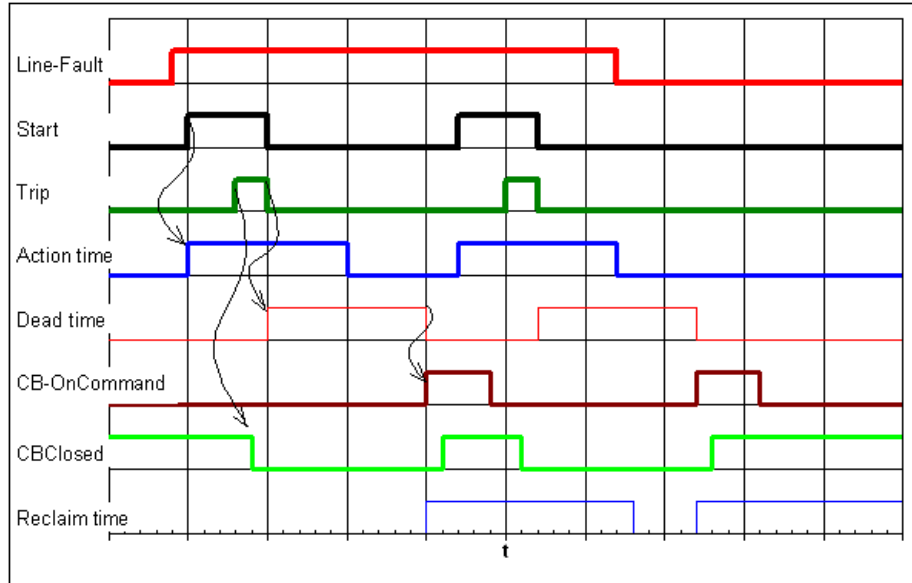 Line-Fault
Start
Trip
Action time
Dead time
CB-OnCommand
CBClosed
Reclaim time
t